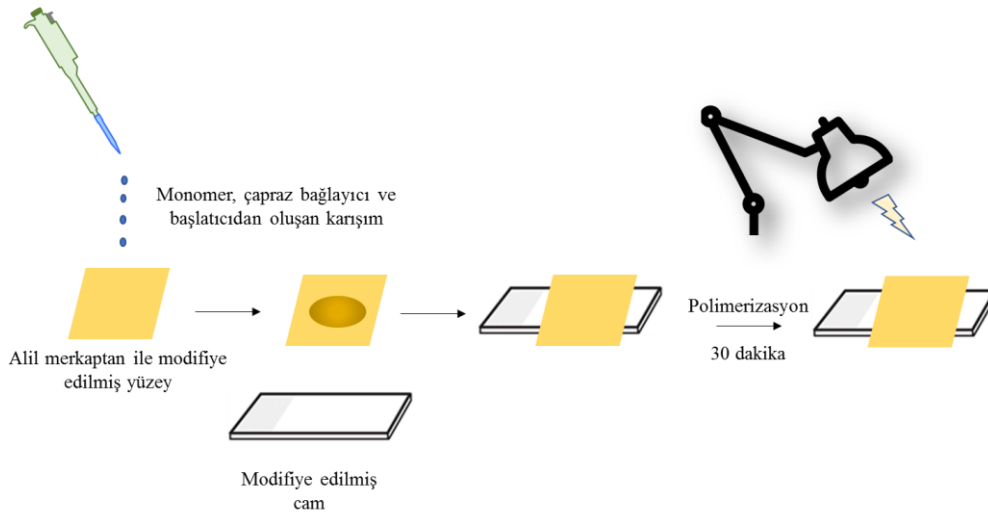 Monomer, çapraz bağlayıcı ve
başlatıcıdan oluşan karışım
Alil merkaptan ile modifiye
edilmiş yüzey
Modifiye edilmiş
cam
Polimerizasyon
30 dakika